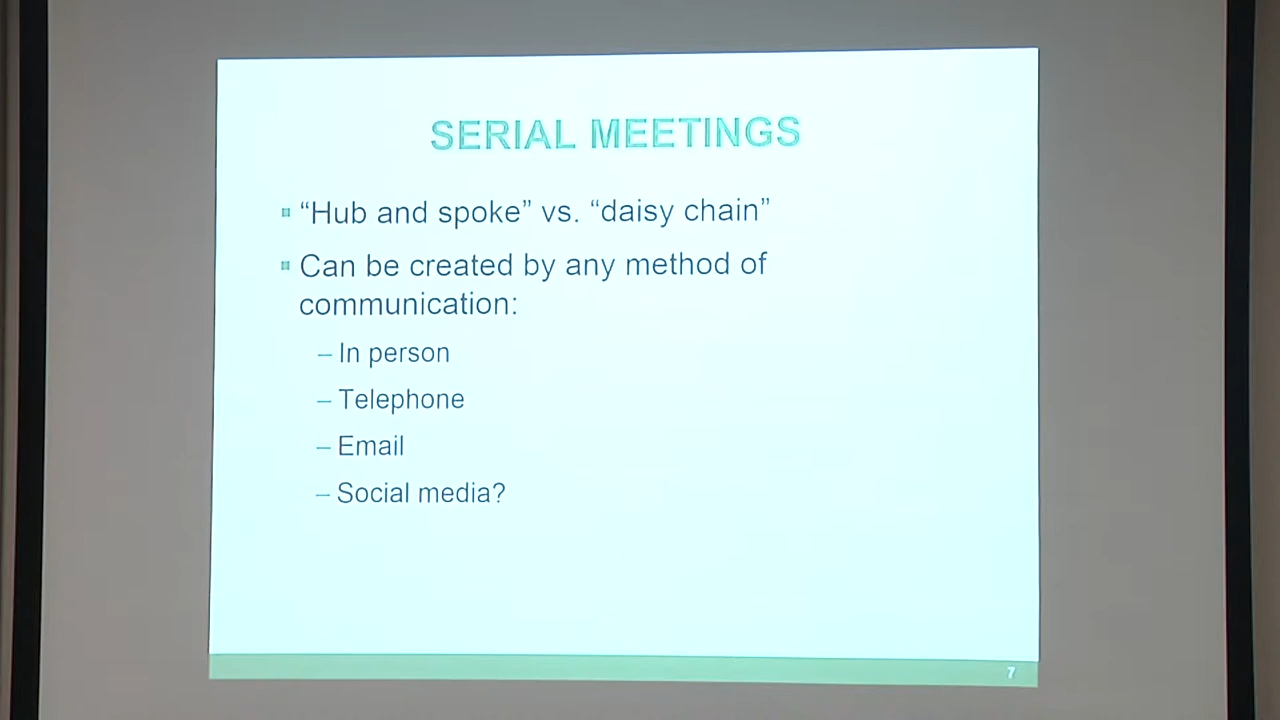 SERIAL MEETINGS
▪ “Hub and spoke” vs. “daisy chain”
▪ Can be created by any method of
communication:
– In person
– Telephone
– Email
– Social media?
7